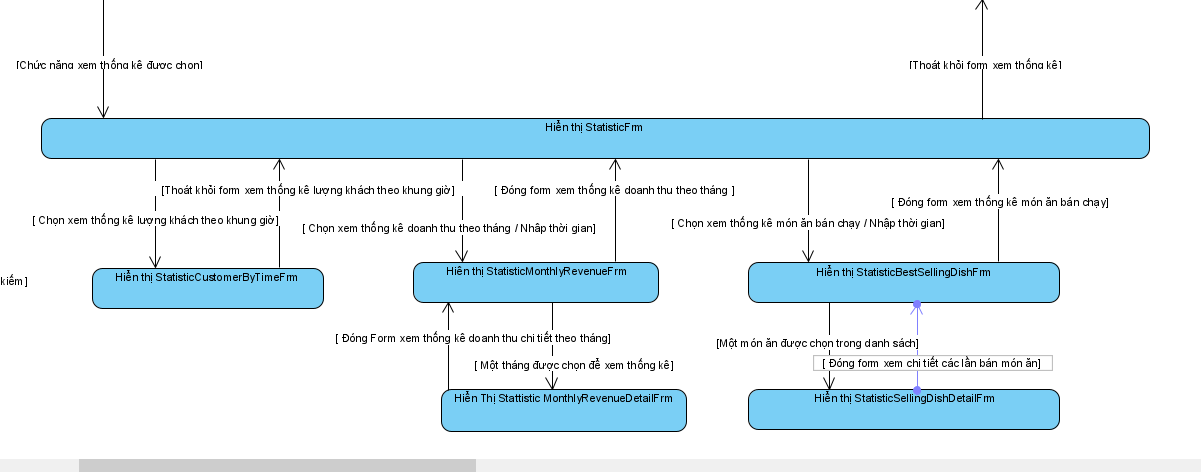 [Chức năng xem thống kê được chọn]
[Thoát khỏi form xem thống kê]
Hiển thị StatisticFrm
[Thoát khỏi form xem thống kê lượng khách theo khung giờ]
[ Đóng form xem thống kê doanh thu theo tháng ]
[ Đóng form xem thống kê món ăn bán chạy]
[ Chọn xem thống kê lượng khách theo khung giờ]
[ Chọn xem thống kê doanh thu theo tháng / Nhập thời gian]
[ Chọn xem thống kê món ăn bán chạy / Nhập thời gian]
kiếm ]
Hiển thị StatisticCustomerByTimeFrm
Hiển thị StatisticMonthlyRevenueFrm
Hiển thị StatisticBestSellingDishFrm
[ Đóng Form xem thống kê doanh thu chi tiết theo tháng]
[Một món ăn được chọn trong danh sách]
[ Một tháng được chọn để xem thống kê]
[ Đóng form xem chi tiết các lần bán món ăn]
Hiển Thị Stattistic MonthlyRevenueDetailFrm
Hiển thị StatisticSellingDishDetailFrm